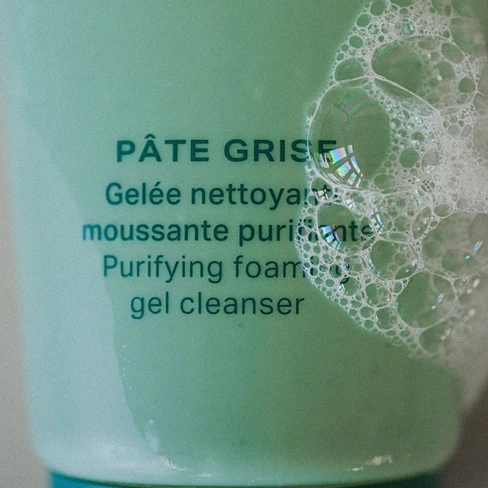 PÂTE GRISE
Gelée nettoyante
moussante purifiante
Purifying foaming
gel cleanser